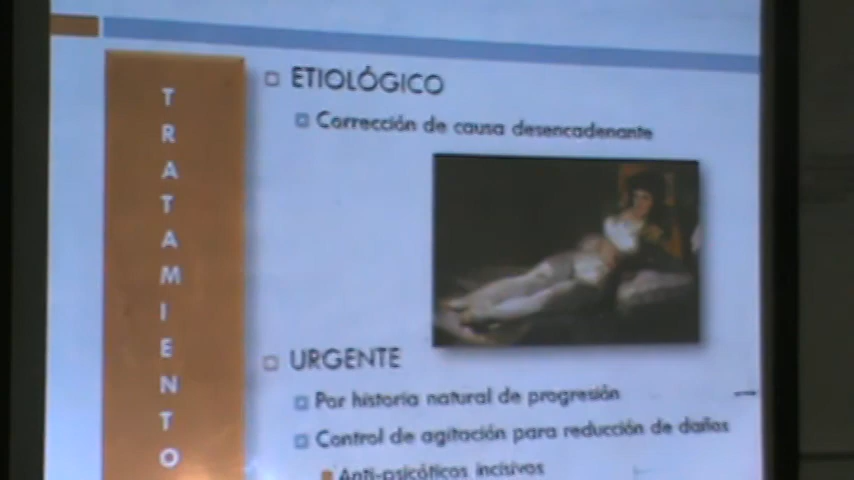 TRATAMIENTO
ETIOLÓGICO
Corrección de causa desencadenante
URGENTE
Por historia natural de progresión
Control de agitación para reducción de daños
Anti-psicóticos incisivos